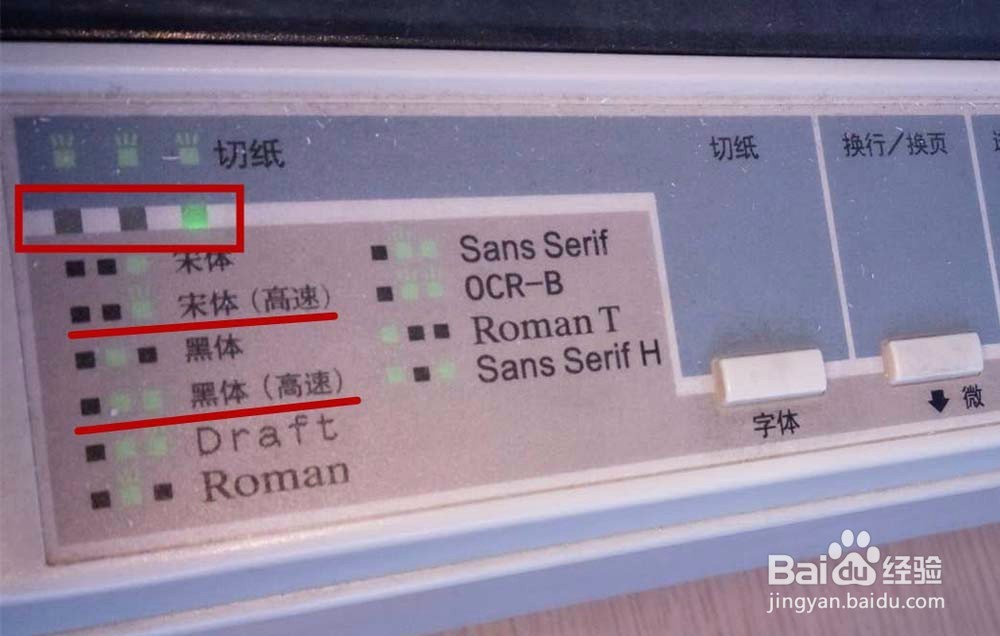 切纸
宋体
宋体（高速）
黑体
黑体（高速）
Draft
Roman
Sans Serif
OCR-B
Roman T
Sans Serif H
切纸
字体
换行/换页
微
Baidu经验
jingyan.baidu.com